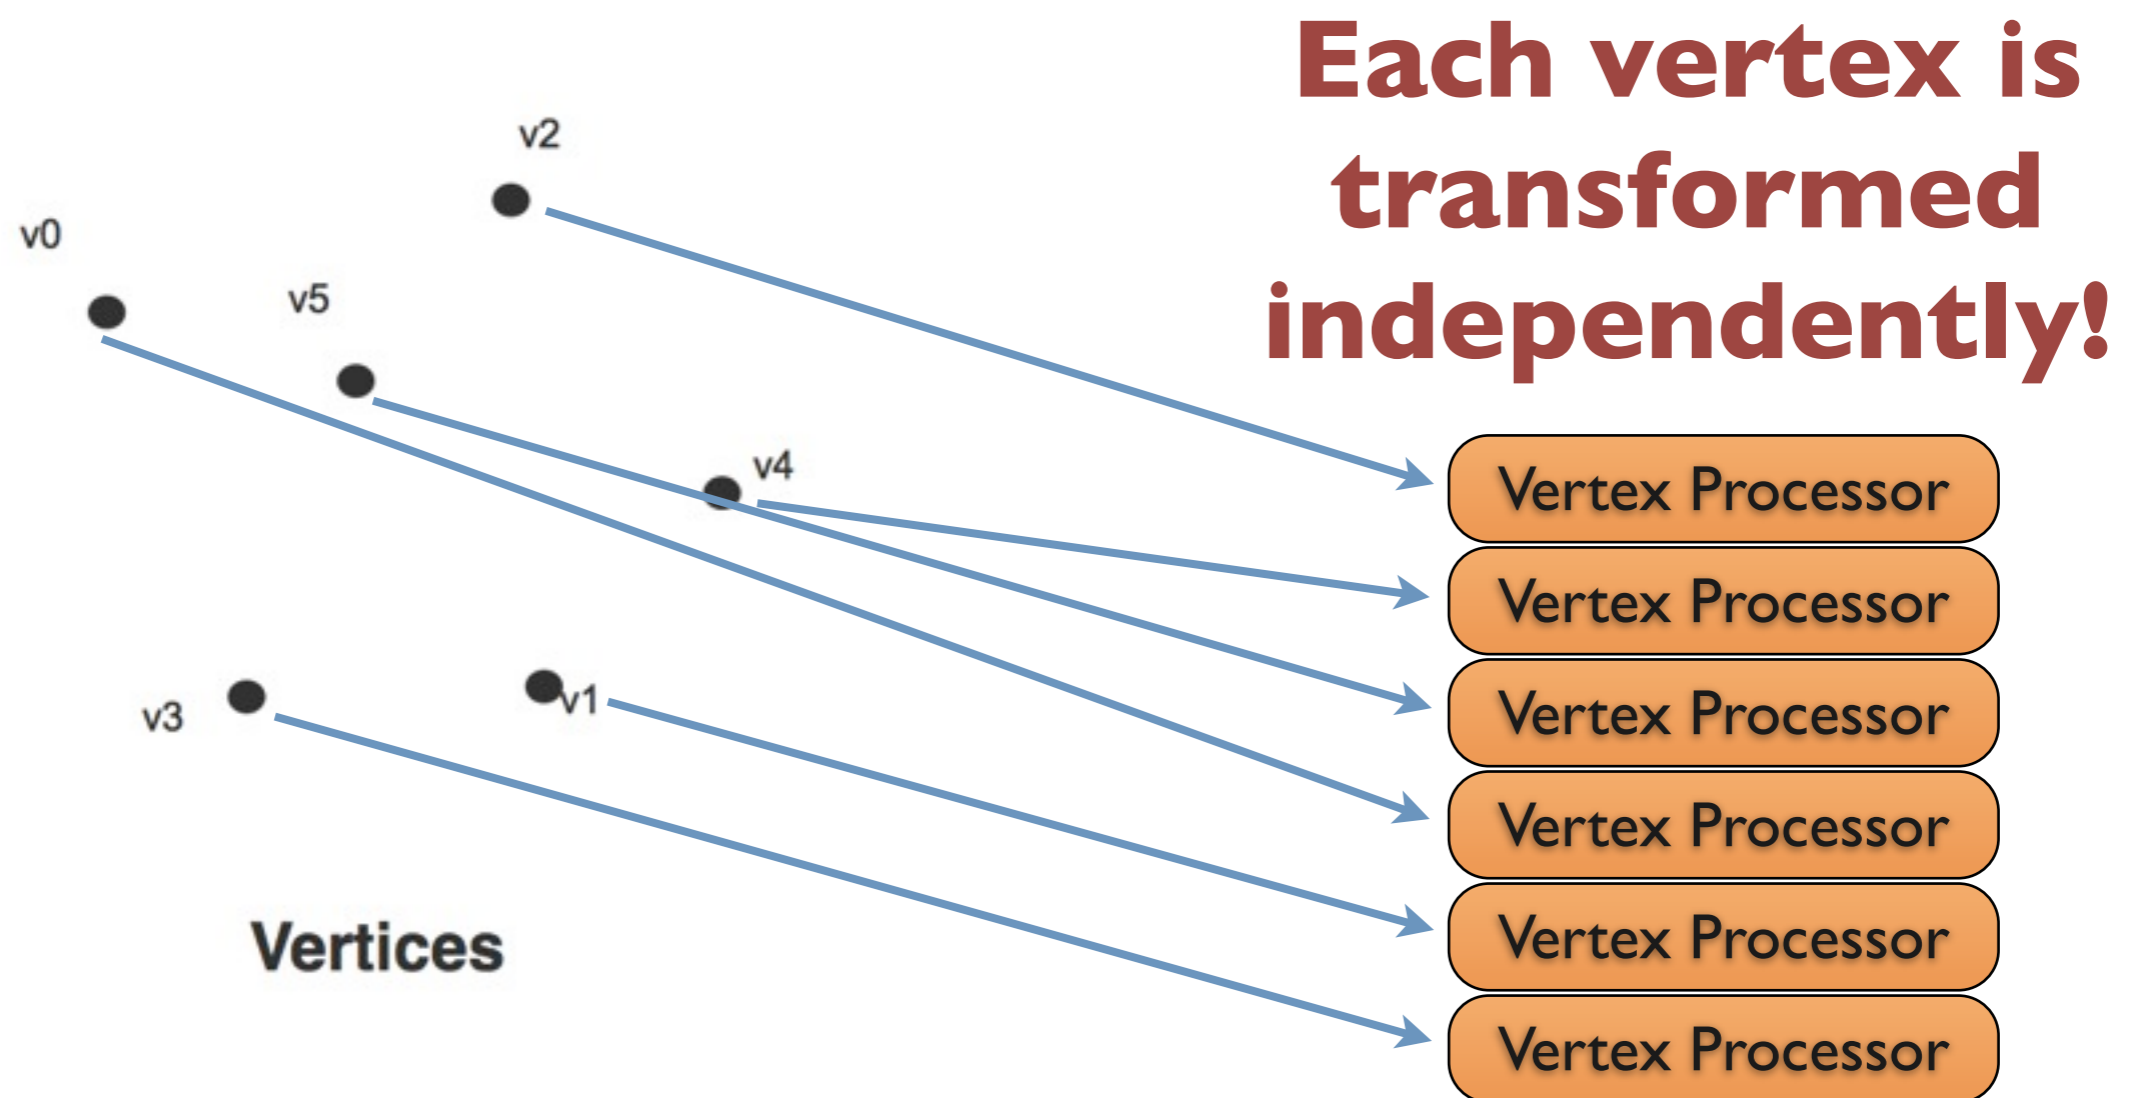 Each vertex is
transformed
independently!
v2
v0
v5
v4
v3
v1
Vertices
Vertex Processor
Vertex Processor
Vertex Processor
Vertex Processor
Vertex Processor
Vertex Processor